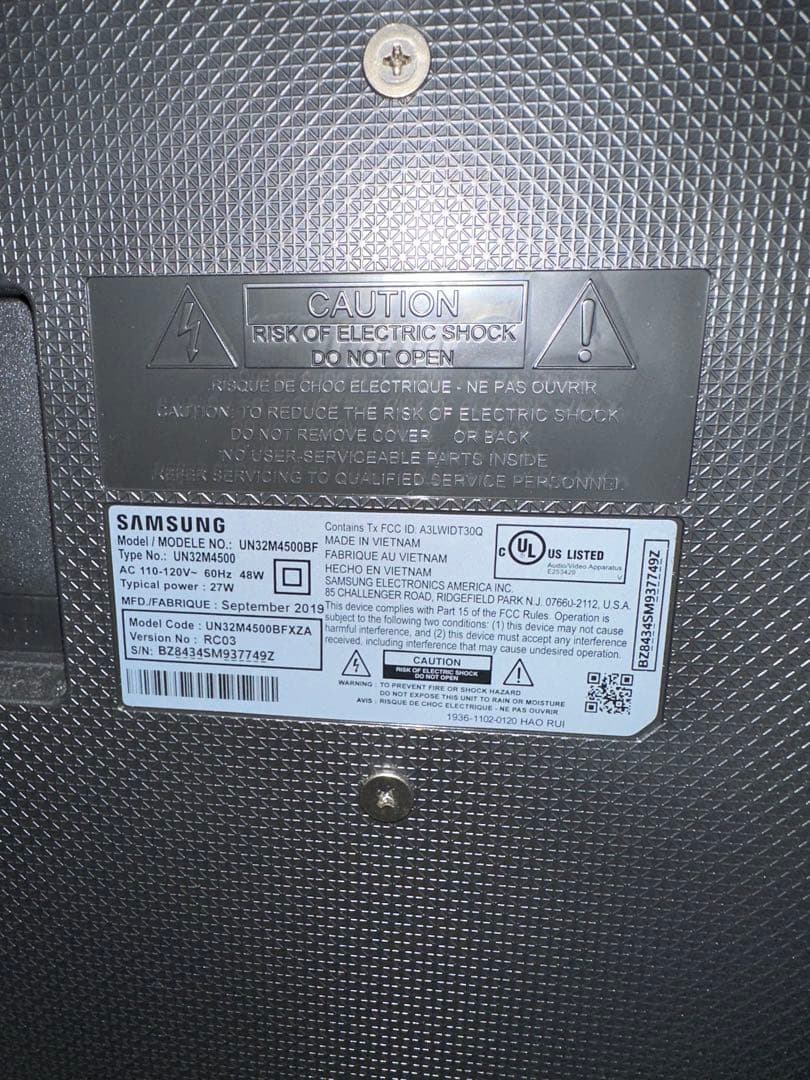 CAUTION
RISK OF ELECTRIC SHOCK
DO NOT OPEN
RISQUE DE CHOC ELECTRIQUE - NE PAS OUVRIR
CAUTION: TO REDUCE THE RISK OF ELECTRIC SHOCK
DO NOT REMOVE COVER OR BACK
NO USER-SERVICEABLE PARTS INSIDE
REFER SERVICING TO QUALIFIED SERVICE PERSONNEL
SAMSUNG
Model / MODELE NO.: UN32M4500BF
Type No.: UN32M4500
AC 110-120V~ 60Hz 48W
Typical power : 27W
MFD./FABRIQUE : September 2019
Model Code : UN32M4500BFXZA
Version No : RC03
S/N: BZ8434SM937749Z
Contains Tx FCC ID: A3LWIDT30Q
MADE IN VIETNAM
FABRIQUE AU VIETNAM
HECHO EN VIETNAM
SAMSUNG ELECTRONICS AMERICA INC.
85 CHALLENGER ROAD, RIDGEFIELD PARK N.J. 07660-2112, U.S.A.
This device complies with Part 15 of the FCC Rules. Operation is
subject to the following two conditions: (1) this device may not cause
harmful interference, and (2) this device must accept any interference
received, including interference that may cause undesired operation.
C UL US LISTED
Audio/Video Apparatus
E253420 V
BZ8434SM937749Z
CAUTION
RISK OF ELECTRIC SHOCK
DO NOT OPEN
WARNING : TO PREVENT FIRE OR SHOCK HAZARD
DO NOT EXPOSE THIS UNIT TO RAIN OR MOISTURE
AVIS : RISQUE DE CHOC ELECTRIQUE - NE PAS OUVRIR
1936-1102-0120 HAO RUI